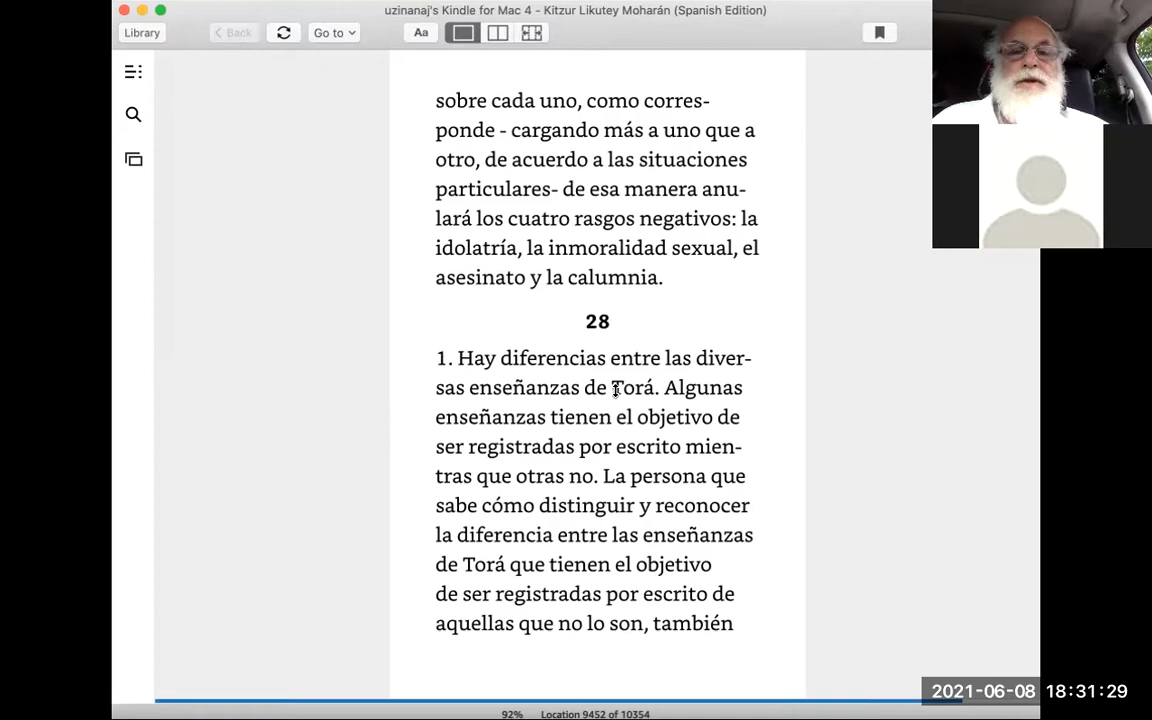 uzinanaj's Kindle for Mac 4 - Kitzur Likutey Moharán (Spanish Edition)
Library
Back
Go to
Aa
sobre cada uno, como corres-
ponde - cargando más a uno que a
otro, de acuerdo a las situaciones
particulares- de esa manera anu-
lará los cuatro rasgos negativos: la
idolatría, la inmoralidad sexual, el
asesinato y la calumnia.
28
1. Hay diferencias entre las diver-
sas enseñanzas de Torá. Algunas
enseñanzas tienen el objetivo de
ser registradas por escrito mien-
tras que otras no. La persona que
sabe cómo distinguir y reconocer
la diferencia entre las enseñanzas
de Torá que tienen el objetivo
de ser registradas por escrito de
aquellas que no lo son, también
2021-06-08 18:31:29
92% Location 9452 of 10354